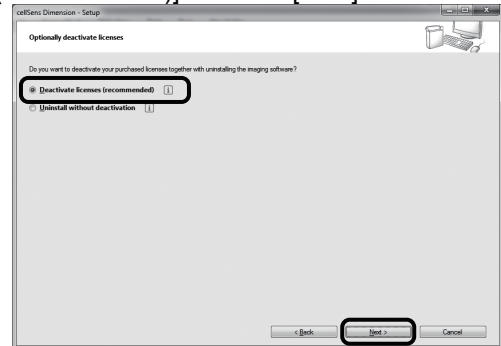 cellSens Dimension - Setup
Optionally deactivate licenses
Do you want to deactivate your purchased licenses together with uninstalling the imaging software?
Deactivate licenses (recommended) i
Uninstall without deactivation i
< Back Next > Cancel